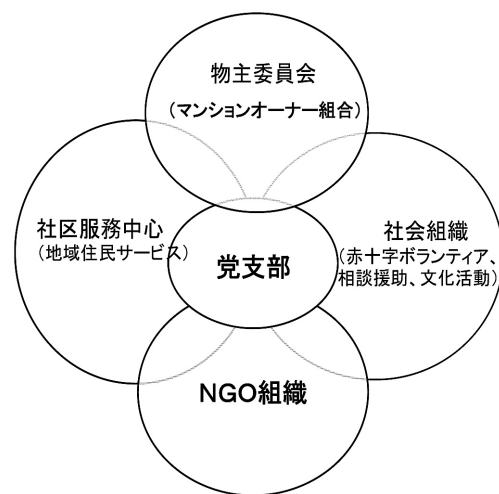 物主委員会
（マンションオーナー組合）
社区服務中心
（地域住民サービス）
党支部
社会組織
（赤十字ボランティア、
相談援助、文化活動）
NGO組織